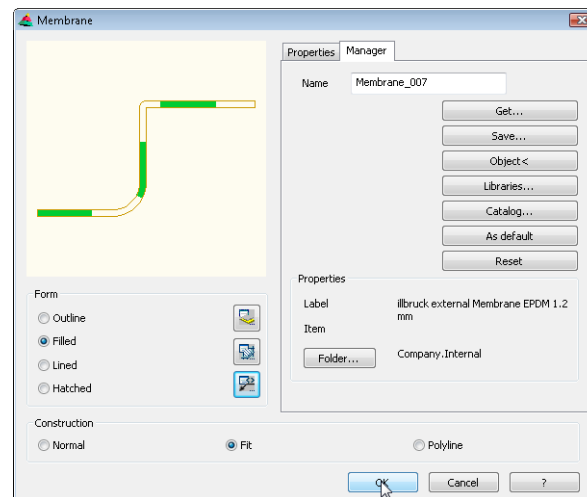 Membrane
Properties
Manager
Name
Membrane_007
Get...
Save...
Object<
Libraries...
Catalog...
As default
Reset
Properties
Label
illbruck external Membrane EPDM 1.2
mm
Item
Folder...
Company.Internal
Form
Outline
Filled
Lined
Hatched
Construction
Normal
Fit
Polyline
OK
Cancel
?